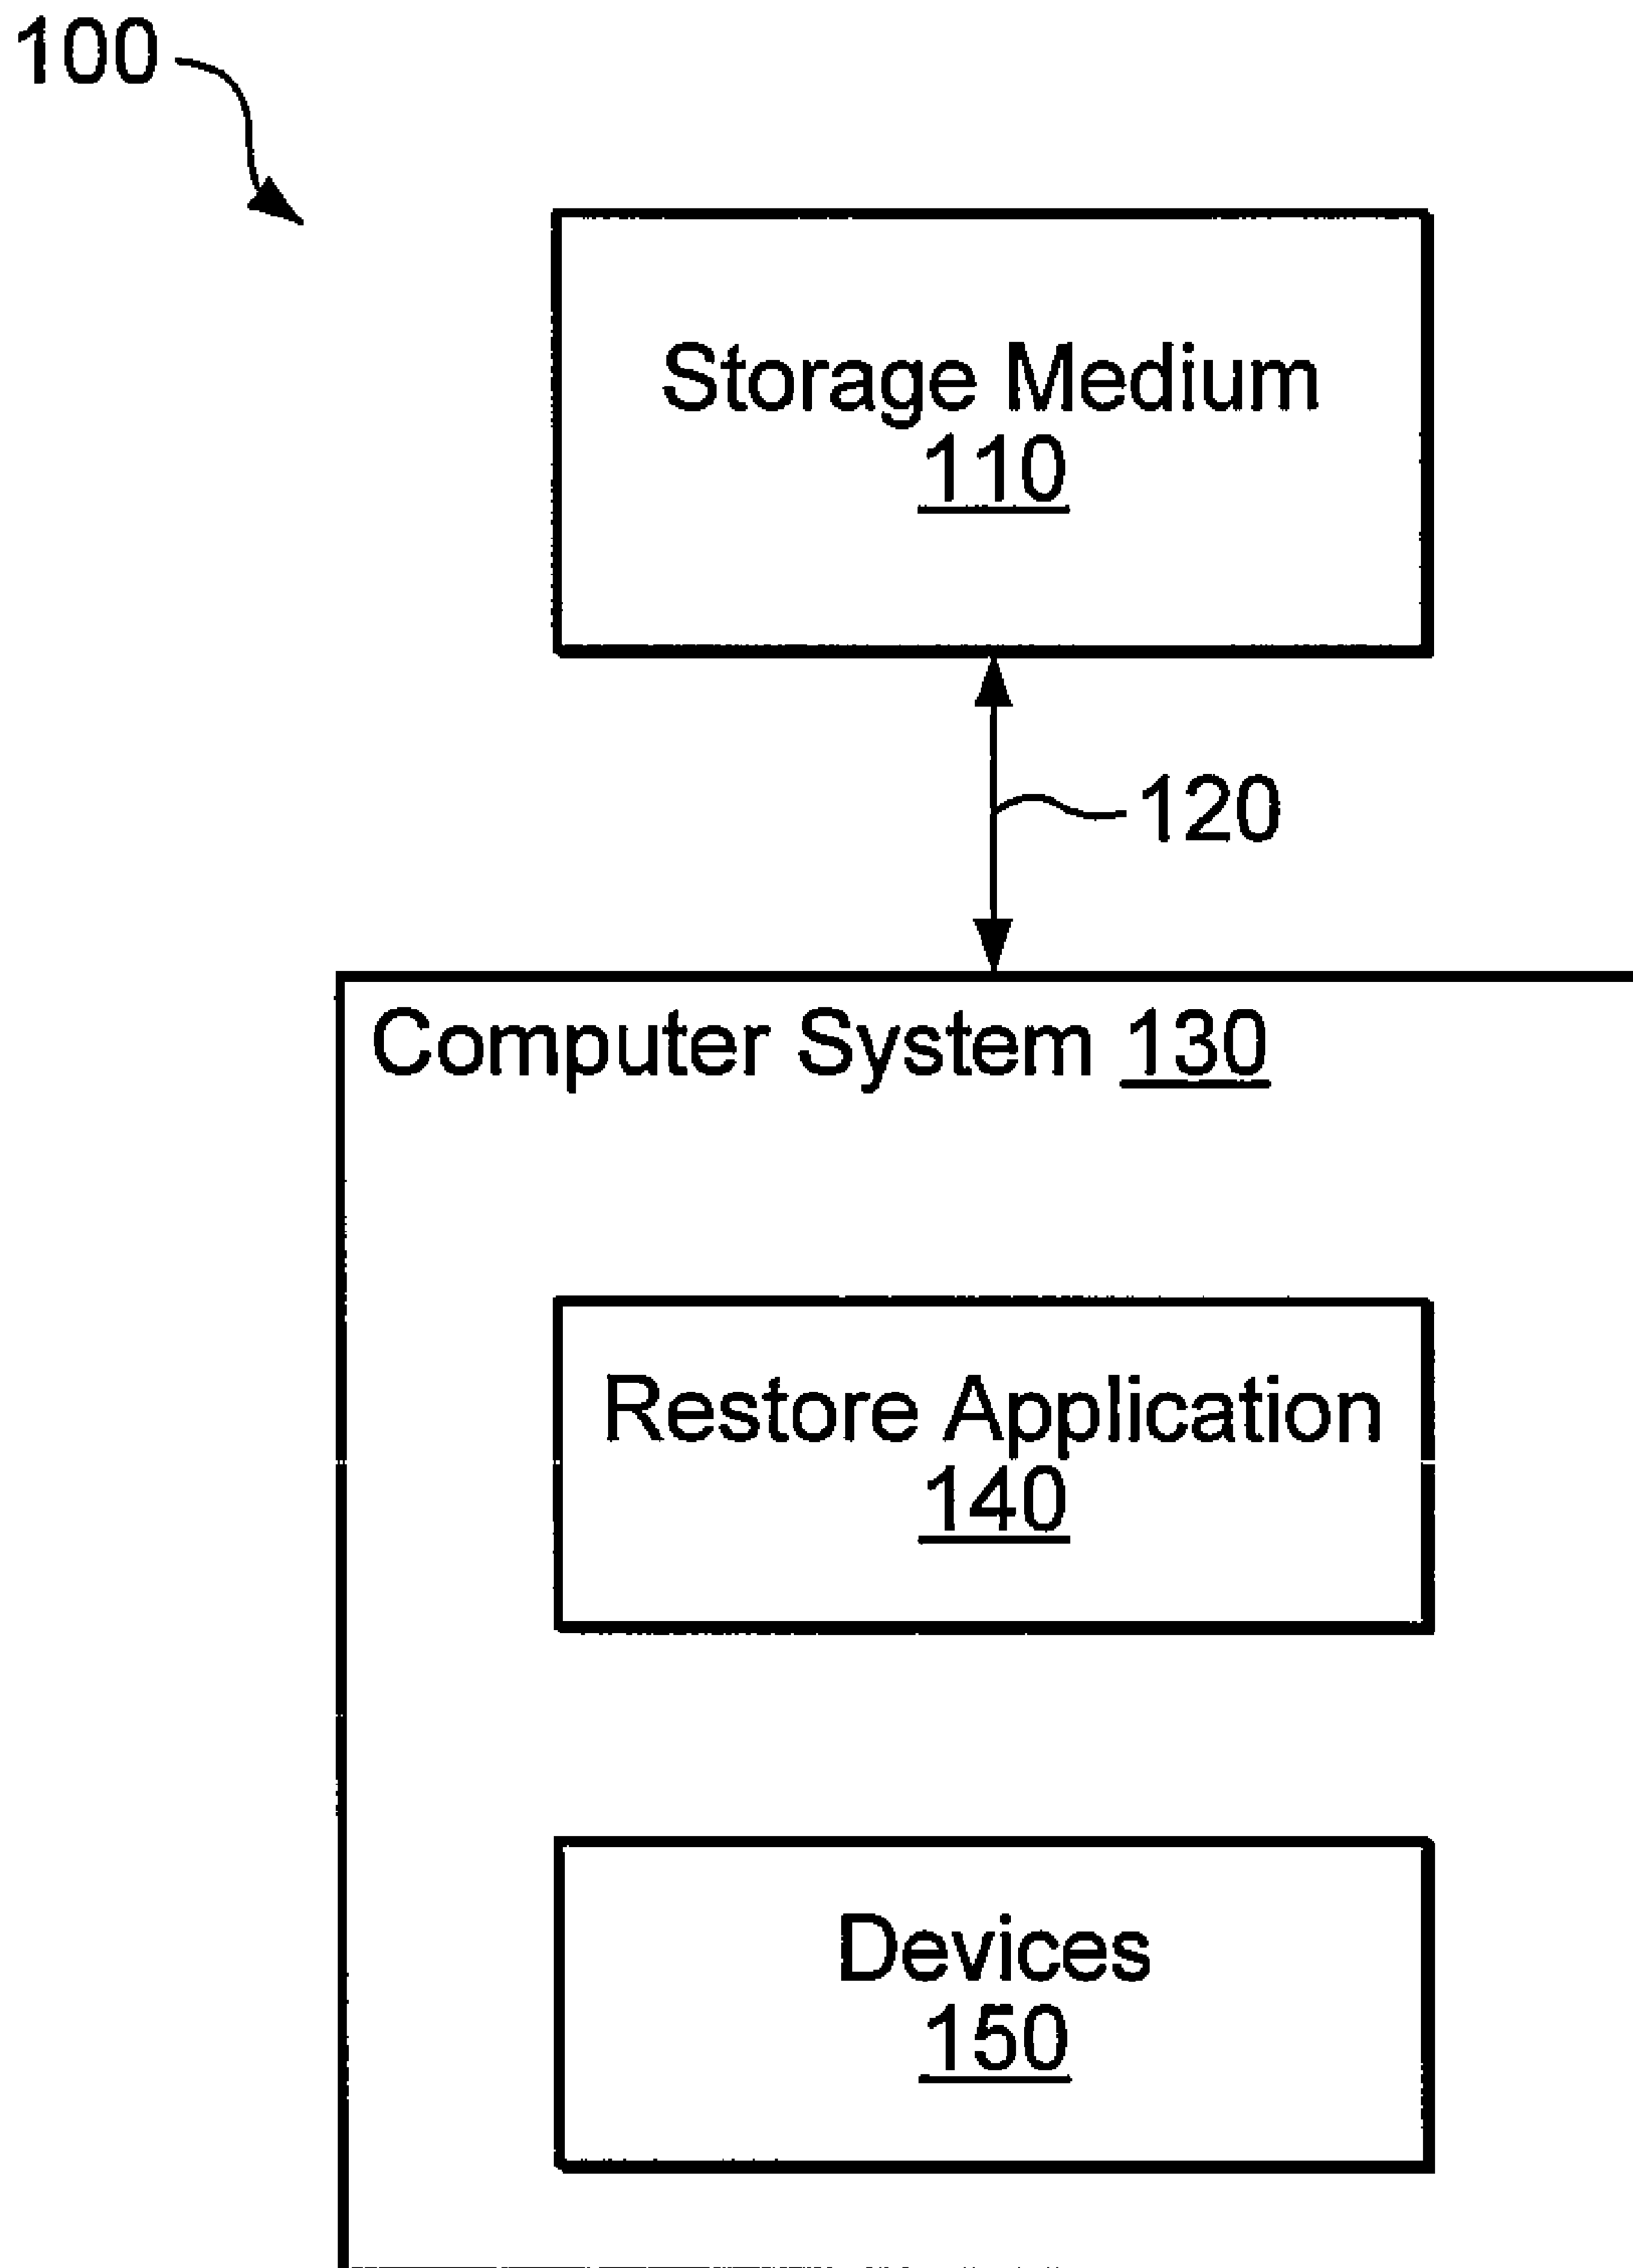 100
Storage Medium
110
120
Computer System 130
Restore Application
140
Devices
150